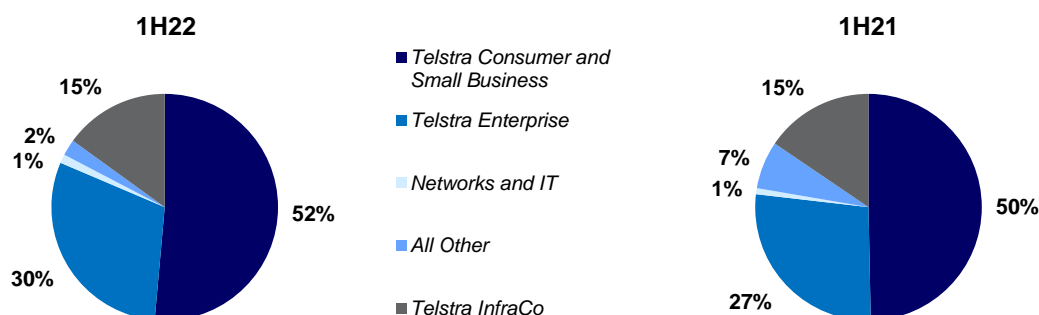 1H22
15%
2%
1%
30%
52%
Telstra Consumer and
Small Business
Telstra Enterprise
Networks and IT
All Other
Telstra InfraCo
1H21
15%
7%
1%
27%
50%